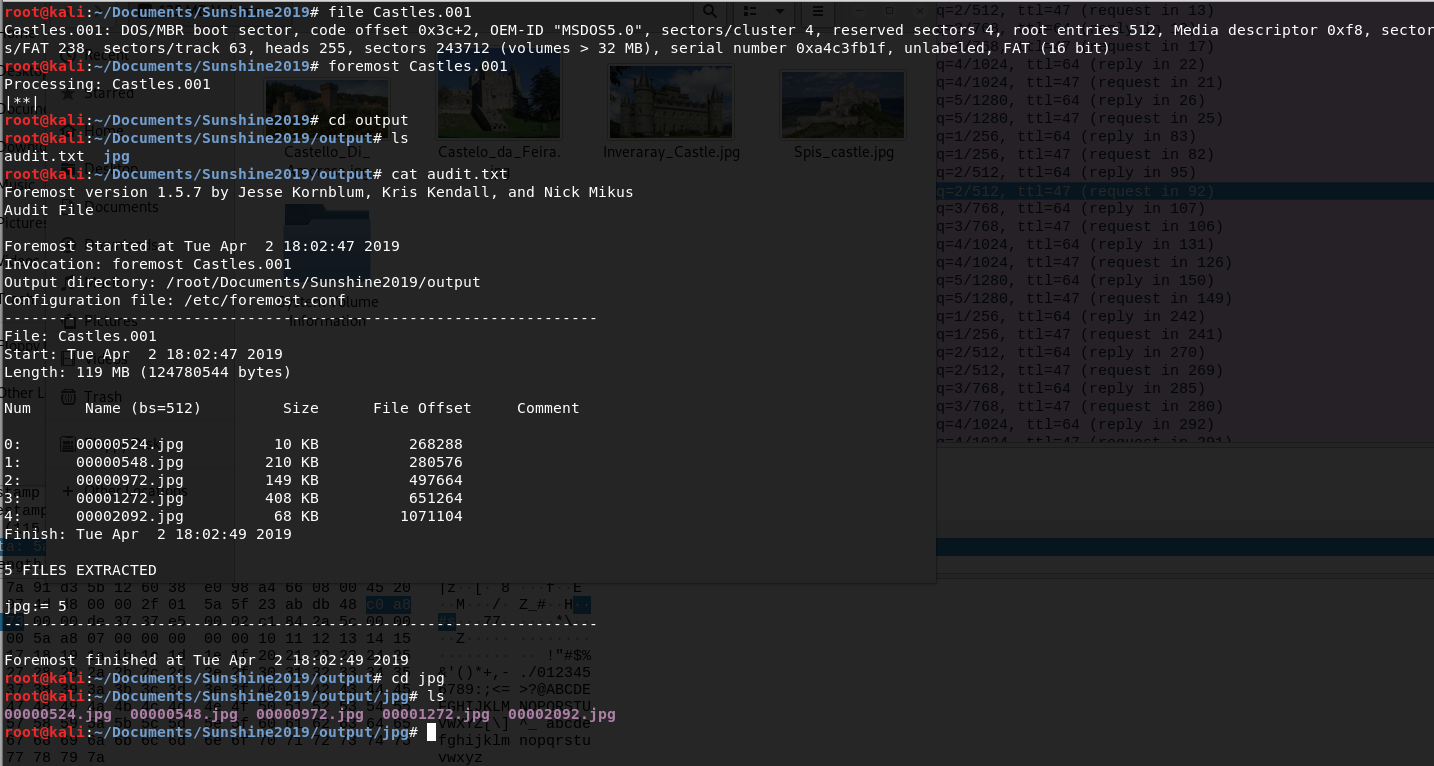 root@kali:~/Documents/Sunshine2019# file Castles.001
Castles.001: DOS/MBR boot sector, code offset 0x3c+2, OEM-ID "MSDOS5.0", sectors/cluster 4, reserved sectors 4, root entries 512, Media descriptor 0xf8, sector
s/FAT 238, sectors/track 63, heads 255, sectors 243712 (volumes > 32 MB), serial number 0xa4c3fb1f, unlabeled, FAT (16 bit)
root@kali:~/Documents/Sunshine2019# foremost Castles.001
Processing: Castles.001
|**|
root@kali:~/Documents/Sunshine2019# cd output
root@kali:~/Documents/Sunshine2019/output# ls
audit.txt  jpg
root@kali:~/Documents/Sunshine2019/output# cat audit.txt
Foremost version 1.5.7 by Jesse Kornblum, Kris Kendall, and Nick Mikus
Audit File

Foremost started at Tue Apr  2 18:02:47 2019
Invocation: foremost Castles.001
Output directory: /root/Documents/Sunshine2019/output
Configuration file: /etc/foremost.conf
------------------------------------------------------------------
File: Castles.001
Start: Tue Apr  2 18:02:47 2019
Length: 119 MB (124780544 bytes)

Num      Name (bs=512)         Size      File Offset     Comment

0:      00000524.jpg          10 KB          268288
1:      00000548.jpg         210 KB          280576
2:      00000972.jpg         149 KB          497664
3:      00001272.jpg         408 KB          651264
4:      00002092.jpg          68 KB         1071104
Finish: Tue Apr  2 18:02:49 2019

5 FILES EXTRACTED

jpg:= 5
------------------------------------------------------------------

Foremost finished at Tue Apr  2 18:02:49 2019
root@kali:~/Documents/Sunshine2019/output# cd jpg
root@kali:~/Documents/Sunshine2019/output/jpg# ls
00000524.jpg  00000548.jpg  00000972.jpg  00001272.jpg  00002092.jpg
root@kali:~/Documents/Sunshine2019/output/jpg#
Starred
Home
Documents
Pictures
Trash
Castello_Di_
Castelo_da_Feira.
Inveraray_Castle.jpg
Spis_castle.jpg
Information
q=2/512, ttl=47 (request in 13)
q=4/1024, ttl=64 (reply in 22)
q=4/1024, ttl=47 (request in 21)
q=5/1280, ttl=64 (reply in 26)
q=5/1280, ttl=47 (request in 25)
q=1/256, ttl=64 (reply in 83)
q=1/256, ttl=47 (request in 82)
q=2/512, ttl=64 (reply in 95)
q=2/512, ttl=47 (request in 92)
q=3/768, ttl=64 (reply in 107)
q=3/768, ttl=47 (request in 106)
q=4/1024, ttl=64 (reply in 131)
q=4/1024, ttl=47 (request in 126)
q=5/1280, ttl=64 (reply in 150)
q=5/1280, ttl=47 (request in 149)
q=1/256, ttl=64 (reply in 242)
q=1/256, ttl=47 (request in 241)
q=2/512, ttl=64 (reply in 270)
q=2/512, ttl=47 (request in 269)
q=3/768, ttl=64 (reply in 285)
q=3/768, ttl=47 (request in 280)
q=4/1024, ttl=64 (reply in 292)
q=4/1024, ttl=47 (request in 291)
7a 91 d3 5b 12 60 38 e0 98 a4 66 08 00 45 20
77 78 79 7a
vwxyz